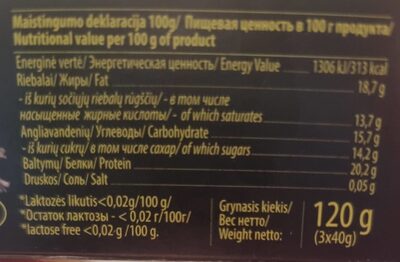 Maistingumo deklaracija 100g/ Пищевая ценность в 100 г продукта/
Nutritional value per 100 g of product
Energinė vertė/ Энергетическая ценность/ Energy Value 1306 kJ/313 kcal
Riebalai/ Жиры/ Fat 18,7 g
- iš kurių sočiųjų riebalų rūgščių/ - в том числе
насыщенные жирные кислоты/ - of which saturates 13,7 g
Angliavandenių/ Углеводы/ Carbohydrate 15,7 g
- iš kurių cukrų/ в том числе сахар/ of which sugars 14,2 g
Baltymų/ Белки/ Protein 20,2 g
Druskos/ Соль/ Salt 0,05 g
*Laktozės likutis<0,02g/100 g/
*Остаток лактозы - < 0,02 г/100г/
*lactose free <0,02 g /100 g.
Grynasis kiekis/
Вес нетто/
Weight netto:
120 g
(3x40g)